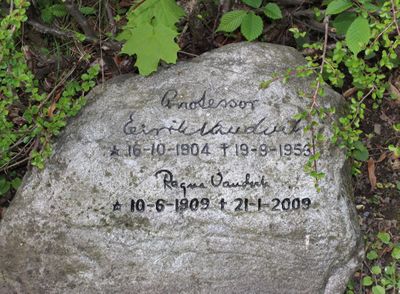 Professor
Eirik Vandvik
☆ 16-10-1904 † 19-9-1953
Ragna Vandvik
☆ 10-6-1909 † 21-1-2009